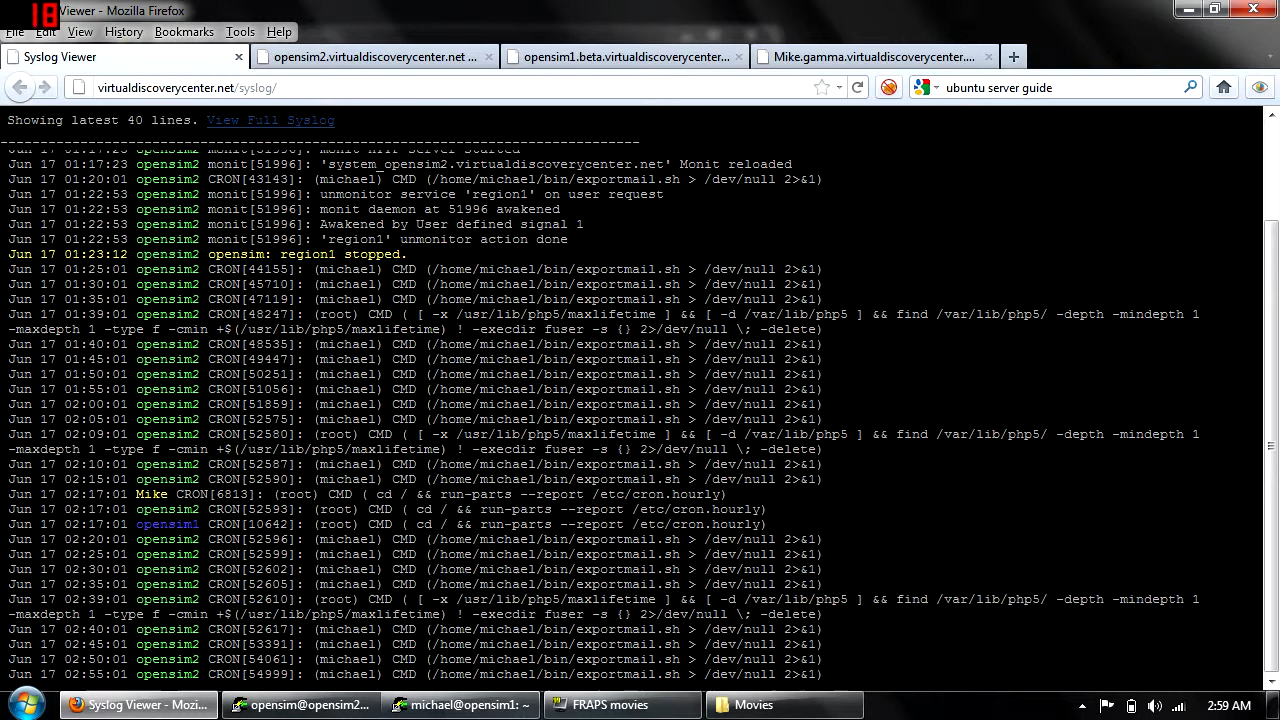 18
Viewer - Mozilla Firefox
File Edit View History Bookmarks Tools Help
Syslog Viewer
opensim2.virtualdiscoverycenter.net ...
opensim1.beta.virtualdiscoverycenter...
Mike.gamma.virtualdiscoverycenter....
virtualdiscoverycenter.net/syslog/
ubuntu server guide
Showing latest 40 lines. View Full Syslog
--------------------------------------------------------------------------------
Jun 17 01:17:23 opensim2 monit[51996]: monit HTTP server started
Jun 17 01:17:23 opensim2 monit[51996]: 'system_opensim2.virtualdiscoverycenter.net' Monit reloaded
Jun 17 01:20:01 opensim2 CRON[43143]: (michael) CMD (/home/michael/bin/exportmail.sh > /dev/null 2>&1)
Jun 17 01:22:53 opensim2 monit[51996]: unmonitor service 'region1' on user request
Jun 17 01:22:53 opensim2 monit[51996]: monit daemon at 51996 awakened
Jun 17 01:22:53 opensim2 monit[51996]: Awakened by User defined signal 1
Jun 17 01:22:53 opensim2 monit[51996]: 'region1' unmonitor action done
Jun 17 01:23:12 opensim2 opensim: region1 stopped.
Jun 17 01:25:01 opensim2 CRON[44155]: (michael) CMD (/home/michael/bin/exportmail.sh > /dev/null 2>&1)
Jun 17 01:30:01 opensim2 CRON[45710]: (michael) CMD (/home/michael/bin/exportmail.sh > /dev/null 2>&1)
Jun 17 01:35:01 opensim2 CRON[47119]: (michael) CMD (/home/michael/bin/exportmail.sh > /dev/null 2>&1)
Jun 17 01:39:01 opensim2 CRON[48247]: (root) CMD ( [ -x /usr/lib/php5/maxlifetime ] && [ -d /var/lib/php5 ] && find /var/lib/php5/ -depth -mindepth 1
-maxdepth 1 -type f -cmin +$(/usr/lib/php5/maxlifetime) ! -execdir fuser -s {} 2>/dev/null \; -delete)
Jun 17 01:40:01 opensim2 CRON[48535]: (michael) CMD (/home/michael/bin/exportmail.sh > /dev/null 2>&1)
Jun 17 01:45:01 opensim2 CRON[49447]: (michael) CMD (/home/michael/bin/exportmail.sh > /dev/null 2>&1)
Jun 17 01:50:01 opensim2 CRON[50251]: (michael) CMD (/home/michael/bin/exportmail.sh > /dev/null 2>&1)
Jun 17 01:55:01 opensim2 CRON[51056]: (michael) CMD (/home/michael/bin/exportmail.sh > /dev/null 2>&1)
Jun 17 02:00:01 opensim2 CRON[51859]: (michael) CMD (/home/michael/bin/exportmail.sh > /dev/null 2>&1)
Jun 17 02:05:01 opensim2 CRON[52575]: (michael) CMD (/home/michael/bin/exportmail.sh > /dev/null 2>&1)
Jun 17 02:09:01 opensim2 CRON[52580]: (root) CMD ( [ -x /usr/lib/php5/maxlifetime ] && [ -d /var/lib/php5 ] && find /var/lib/php5/ -depth -mindepth 1
-maxdepth 1 -type f -cmin +$(/usr/lib/php5/maxlifetime) ! -execdir fuser -s {} 2>/dev/null \; -delete)
Jun 17 02:10:01 opensim2 CRON[52587]: (michael) CMD (/home/michael/bin/exportmail.sh > /dev/null 2>&1)
Jun 17 02:15:01 opensim2 CRON[52590]: (michael) CMD (/home/michael/bin/exportmail.sh > /dev/null 2>&1)
Jun 17 02:17:01 Mike CRON[6813]: (root) CMD ( cd / && run-parts --report /etc/cron.hourly)
Jun 17 02:17:01 opensim2 CRON[52593]: (root) CMD ( cd / && run-parts --report /etc/cron.hourly)
Jun 17 02:17:01 opensim1 CRON[10642]: (root) CMD ( cd / && run-parts --report /etc/cron.hourly)
Jun 17 02:20:01 opensim2 CRON[52596]: (michael) CMD (/home/michael/bin/exportmail.sh > /dev/null 2>&1)
Jun 17 02:25:01 opensim2 CRON[52599]: (michael) CMD (/home/michael/bin/exportmail.sh > /dev/null 2>&1)
Jun 17 02:30:01 opensim2 CRON[52602]: (michael) CMD (/home/michael/bin/exportmail.sh > /dev/null 2>&1)
Jun 17 02:35:01 opensim2 CRON[52605]: (michael) CMD (/home/michael/bin/exportmail.sh > /dev/null 2>&1)
Jun 17 02:39:01 opensim2 CRON[52610]: (root) CMD ( [ -x /usr/lib/php5/maxlifetime ] && [ -d /var/lib/php5 ] && find /var/lib/php5/ -depth -mindepth 1
-maxdepth 1 -type f -cmin +$(/usr/lib/php5/maxlifetime) ! -execdir fuser -s {} 2>/dev/null \; -delete)
Jun 17 02:40:01 opensim2 CRON[52617]: (michael) CMD (/home/michael/bin/exportmail.sh > /dev/null 2>&1)
Jun 17 02:45:01 opensim2 CRON[53391]: (michael) CMD (/home/michael/bin/exportmail.sh > /dev/null 2>&1)
Jun 17 02:50:01 opensim2 CRON[54061]: (michael) CMD (/home/michael/bin/exportmail.sh > /dev/null 2>&1)
Jun 17 02:55:01 opensim2 CRON[54999]: (michael) CMD (/home/michael/bin/exportmail.sh > /dev/null 2>&1)
Syslog Viewer - Mozi...
opensim@opensim2...
michael@opensim1: ~
FRAPS movies
Movies
2:59 AM